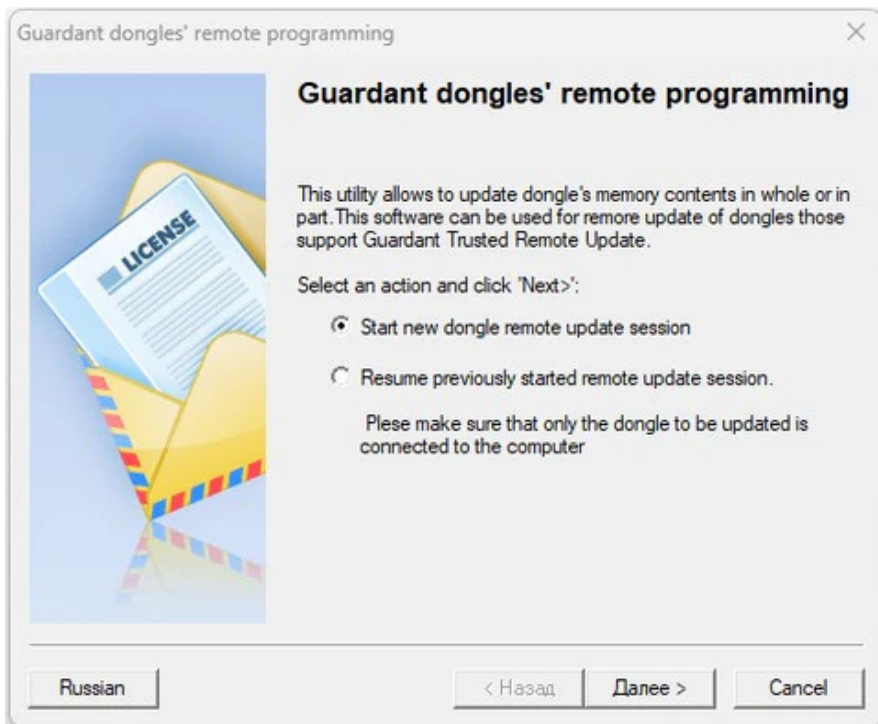 Guardant dongles' remote programming
Guardant dongles' remote programming
This utility allows to update dongle's memory contents in whole or in
part.This software can be used for remore update of dongles those
support Guardant Trusted Remote Update.
Select an action and click 'Next>':
Start new dongle remote update session
Resume previously started remote update session.
Plese make sure that only the dongle to be updated is
connected to the computer
LICENSE
Russian
< Назад
Далее >
Cancel